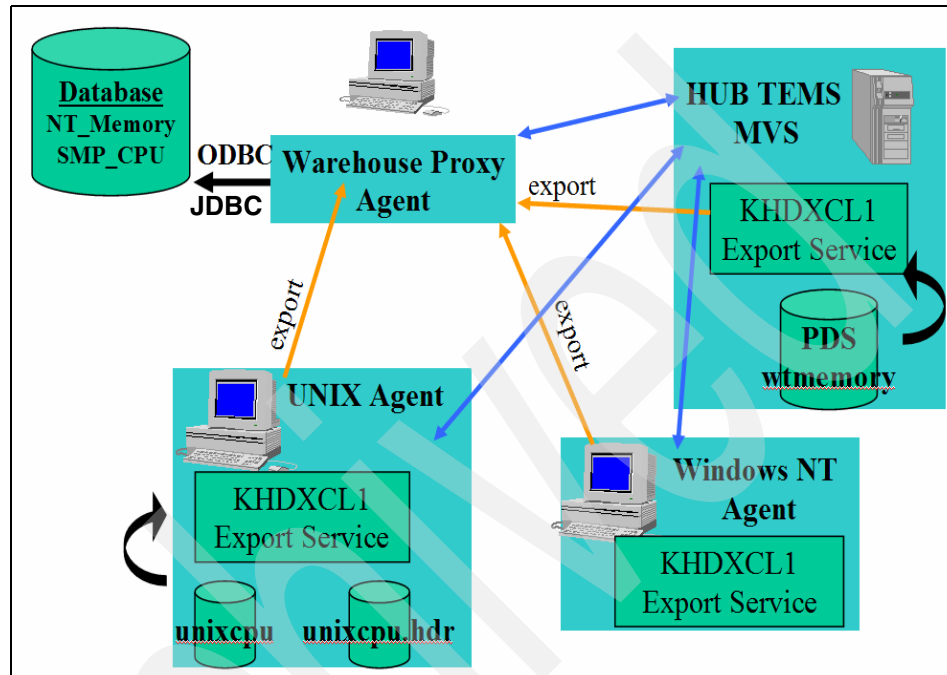 Database
NT_Memory
SMP_CPU
ODBC
JDBC
Warehouse Proxy
Agent
HUB TEMS
MVS
export
KHDXCL1
Export Service
PDS
wtmemory
export
export
UNIX Agent
KHDXCL1
Export Service
unixcpu
unixcpu.hdr
Windows NT
Agent
KHDXCL1
Export Service